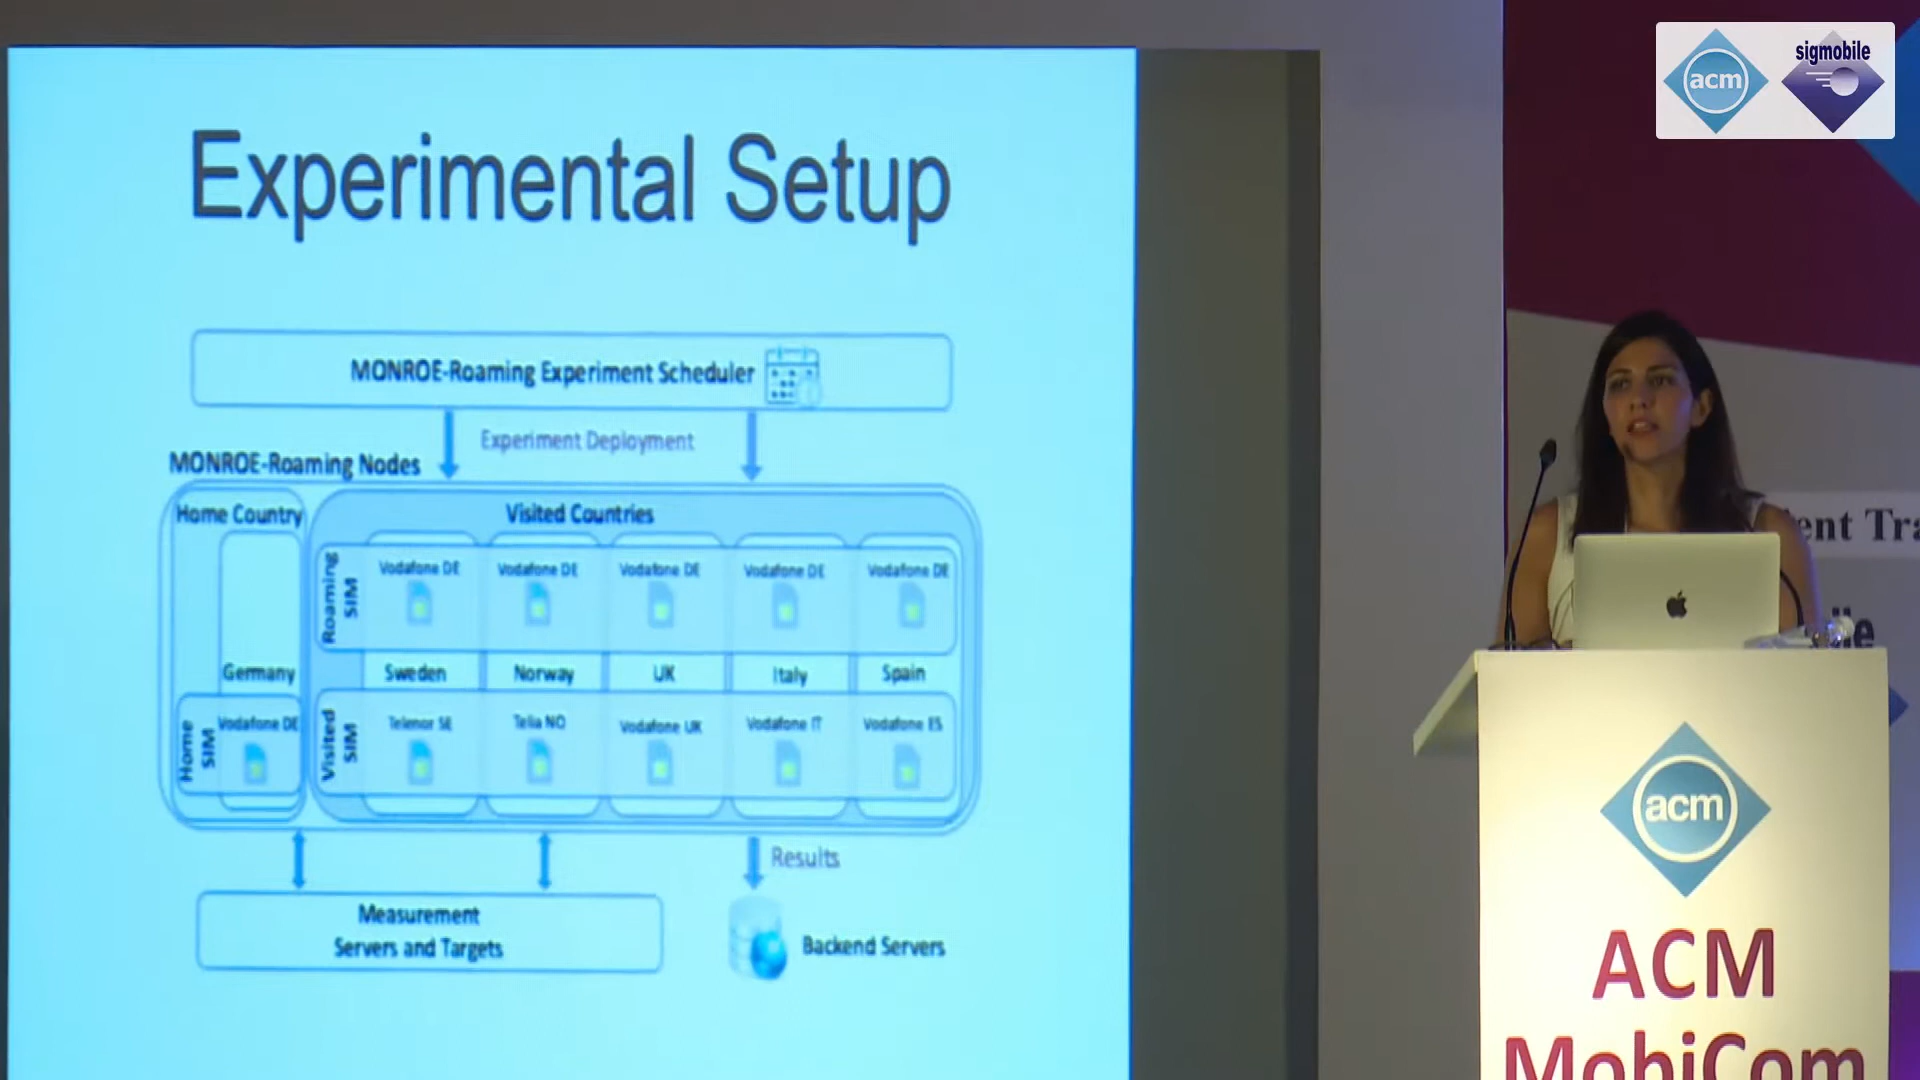 acm
sigmobile
Experimental Setup
MONROE-Roaming Experiment Scheduler
Experiment Deployment
MONROE-Roaming Nodes
Home Country
Visited Countries
Roaming
SIM
Vodafone DE
Vodafone DE
Vodafone DE
Vodafone DE
Vodafone DE
Germany
Sweden
Norway
UK
Italy
Spain
Home
SIM
Vodafone DE
Visited
SIM
Telenor SE
Telia NO
Vodafone UK
Vodafone IT
Vodafone ES
Results
Measurement
Servers and Targets
Backend Servers
ent Tra
acm
ACM
MobiCom